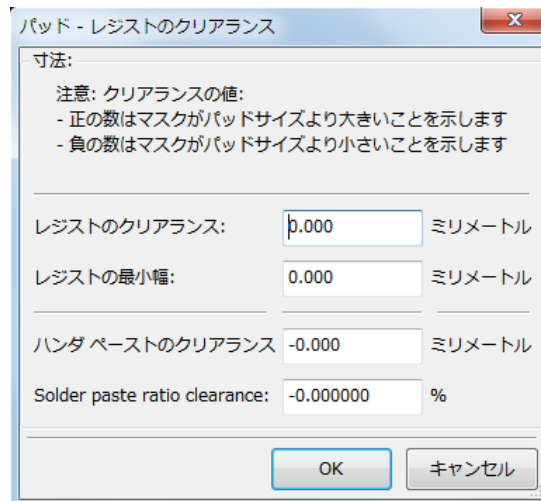 パッド - レジストのクリアランス
寸法:
注意: クリアランスの値:
- 正の数はマスクがパッドサイズより大きいことを示します
- 負の数はマスクがパッドサイズより小さいことを示します
レジストのクリアランス: 0.000 ミリメートル
レジストの最小幅: 0.000 ミリメートル
ハンダ ペーストのクリアランス -0.000 ミリメートル
Solder paste ratio clearance: -0.000000 %
OK キャンセル